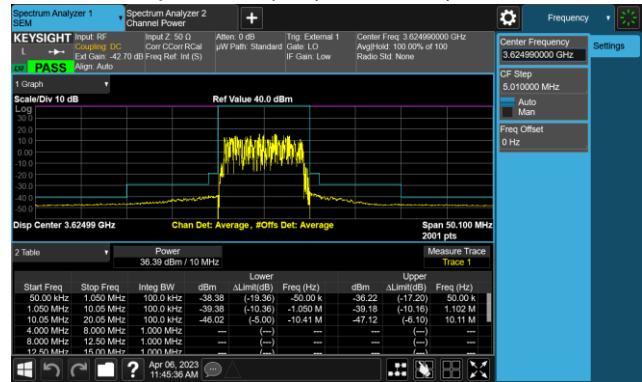 Spectrum Analyzer 1
SEM
Spectrum Analyzer 2
Channel Power
Frequency
KEYSIGHT
Input: RF
Coupling: DC
Ext Gain: -42.70 dB
Align: Auto
Input Z: 50 Ω
Corr CCorr RCal
Freq Ref: Int (S)
Atten: 0 dB
µW Path: Standard
Trig: External 1
Gate: LO
IF Gain: Low
Center Freq: 3.624990000 GHz
Avg|Hold: 100.00% of 100
Radio Std: None
L
PASS
Center Frequency
3.624990000 GHz
Settings
CF Step
5.010000 MHz
Auto
Man
Freq Offset
0 Hz
1 Graph
Scale/Div 10 dB
Ref Value 40.0 dBm
Log
30.0
20.0
10.0
0.00
-10.0
-20.0
-30.0
-40.0
-50.0
Disp Center 3.62499 GHz
Chan Det: Average , #Offs Det: Average
Span 50.100 MHz
2001 pts
2 Table
Power
36.39 dBm / 10 MHz
Measure Trace
Trace 1
Lower
Upper
Start Freq Stop Freq Integ BW dBm ΔLimit(dB) Freq (Hz) dBm ΔLimit(dB) Freq (Hz)
50.00 kHz 1.050 MHz 100.0 kHz -38.38 (-19.36) -50.00 k -36.22 (-17.20) 50.00 k
1.050 MHz 10.05 MHz 100.0 kHz -39.38 (-10.36) -1.050 M -39.18 (-10.16) 1.102 M
10.05 MHz 20.05 MHz 100.0 kHz -46.02 (-5.00) -10.41 M -47.12 (-6.10) 10.11 M
4.000 MHz 8.000 MHz 1.000 MHz --- (---) --- --- (---) ---
8.000 MHz 12.50 MHz 1.000 MHz --- (---) --- --- (---) ---
12.50 MHz 15.00 MHz 1.000 MHz --- (---) --- --- (---) ---
?
Apr 06, 2023
11:45:36 AM